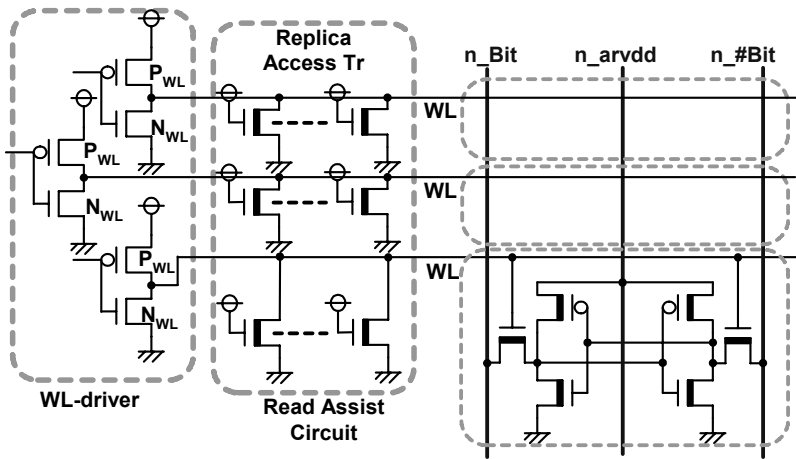 Replica
Access Tr
n_Bit
n_arvdd
n_#Bit
P_WL
N_WL
WL
P_WL
N_WL
WL
P_WL
N_WL
WL
WL-driver
Read Assist
Circuit